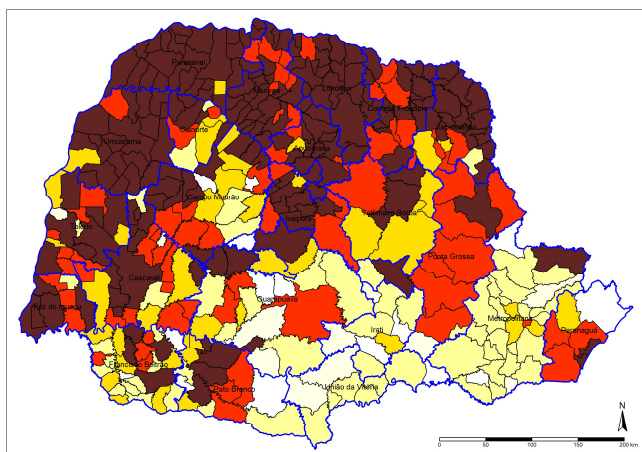 Paranavaí
Maringá
Londrina
Cornélio Procópio
Jacarezinho
Cianorte
Umuarama
Apucarana
Campo Mourão
Ivaiporã
Telêmaco Borba
Toledo
Ponta Grossa
Cascavel
Guarapuava
Foz do Iguaçu
Metropolitana
Paranaguá
Irati
Francisco Beltrão
Pato Branco
União da Vitória
N
0 50 100 150 200 km